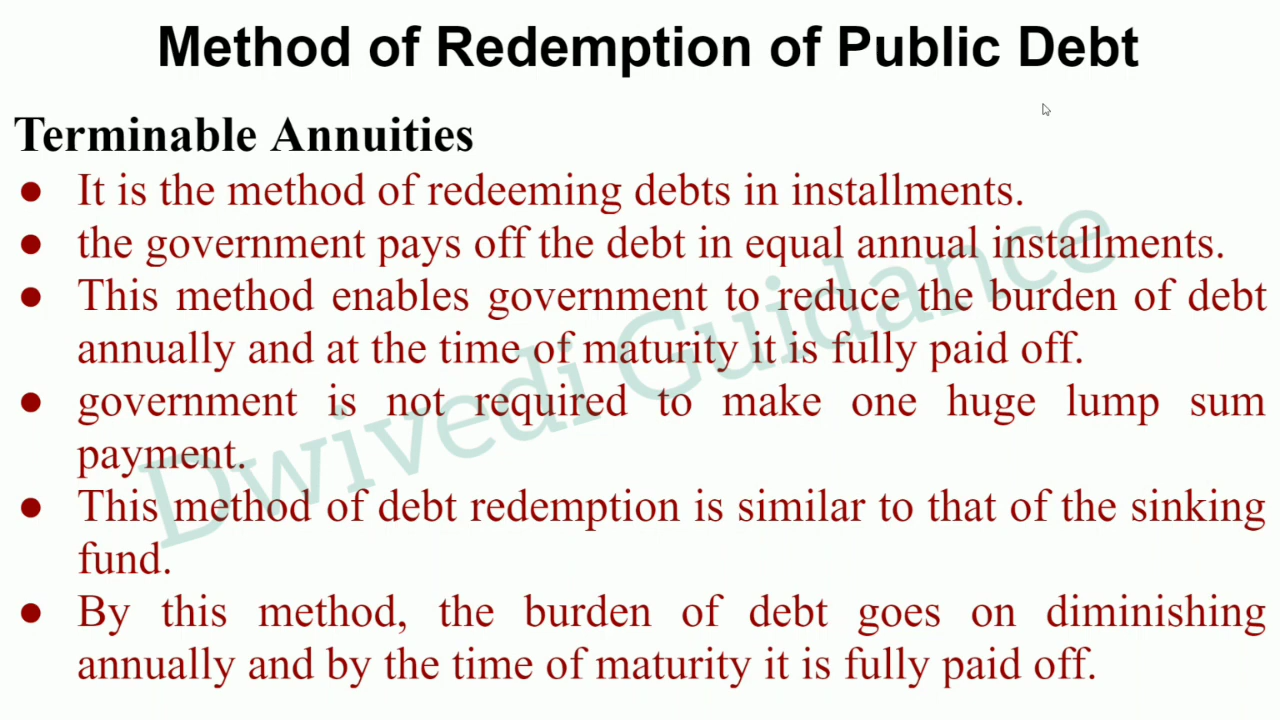 Method of Redemption of Public Debt
Terminable Annuities
● It is the method of redeeming debts in installments.
● the government pays off the debt in equal annual installments.
● This method enables government to reduce the burden of debt
annually and at the time of maturity it is fully paid off.
● government is not required to make one huge lump sum
payment.
● This method of debt redemption is similar to that of the sinking
fund.
● By this method, the burden of debt goes on diminishing
annually and by the time of maturity it is fully paid off.
Dwivedi Guidance